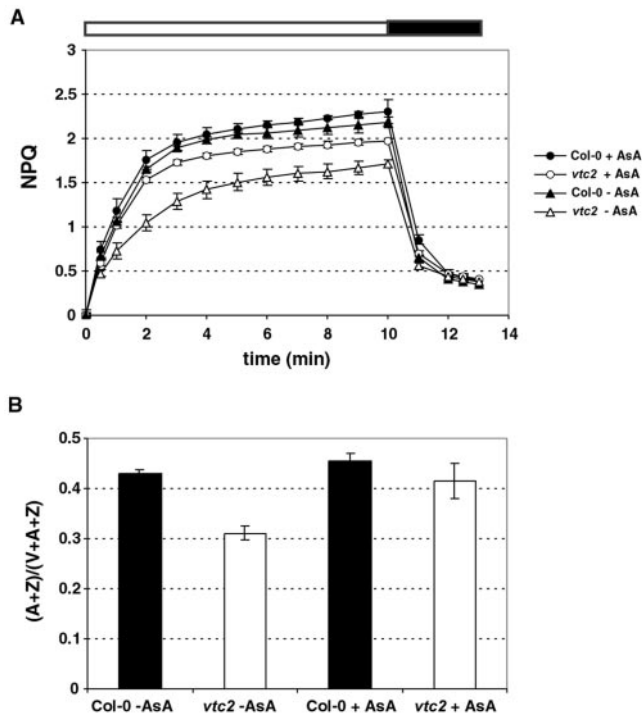 A
3
2.5
2
1.5
1
0.5
0
NPQ
0 2 4 6 8 10 12 14
time (min)
Col-0 + AsA
vtc2 + AsA
Col-0 - AsA
vtc2 - AsA
B
0.5
0.4
0.3
0.2
0.1
0
(A+Z)/(V+A+Z)
Col-0 -AsA vtc2 -AsA Col-0 + AsA vtc2 + AsA